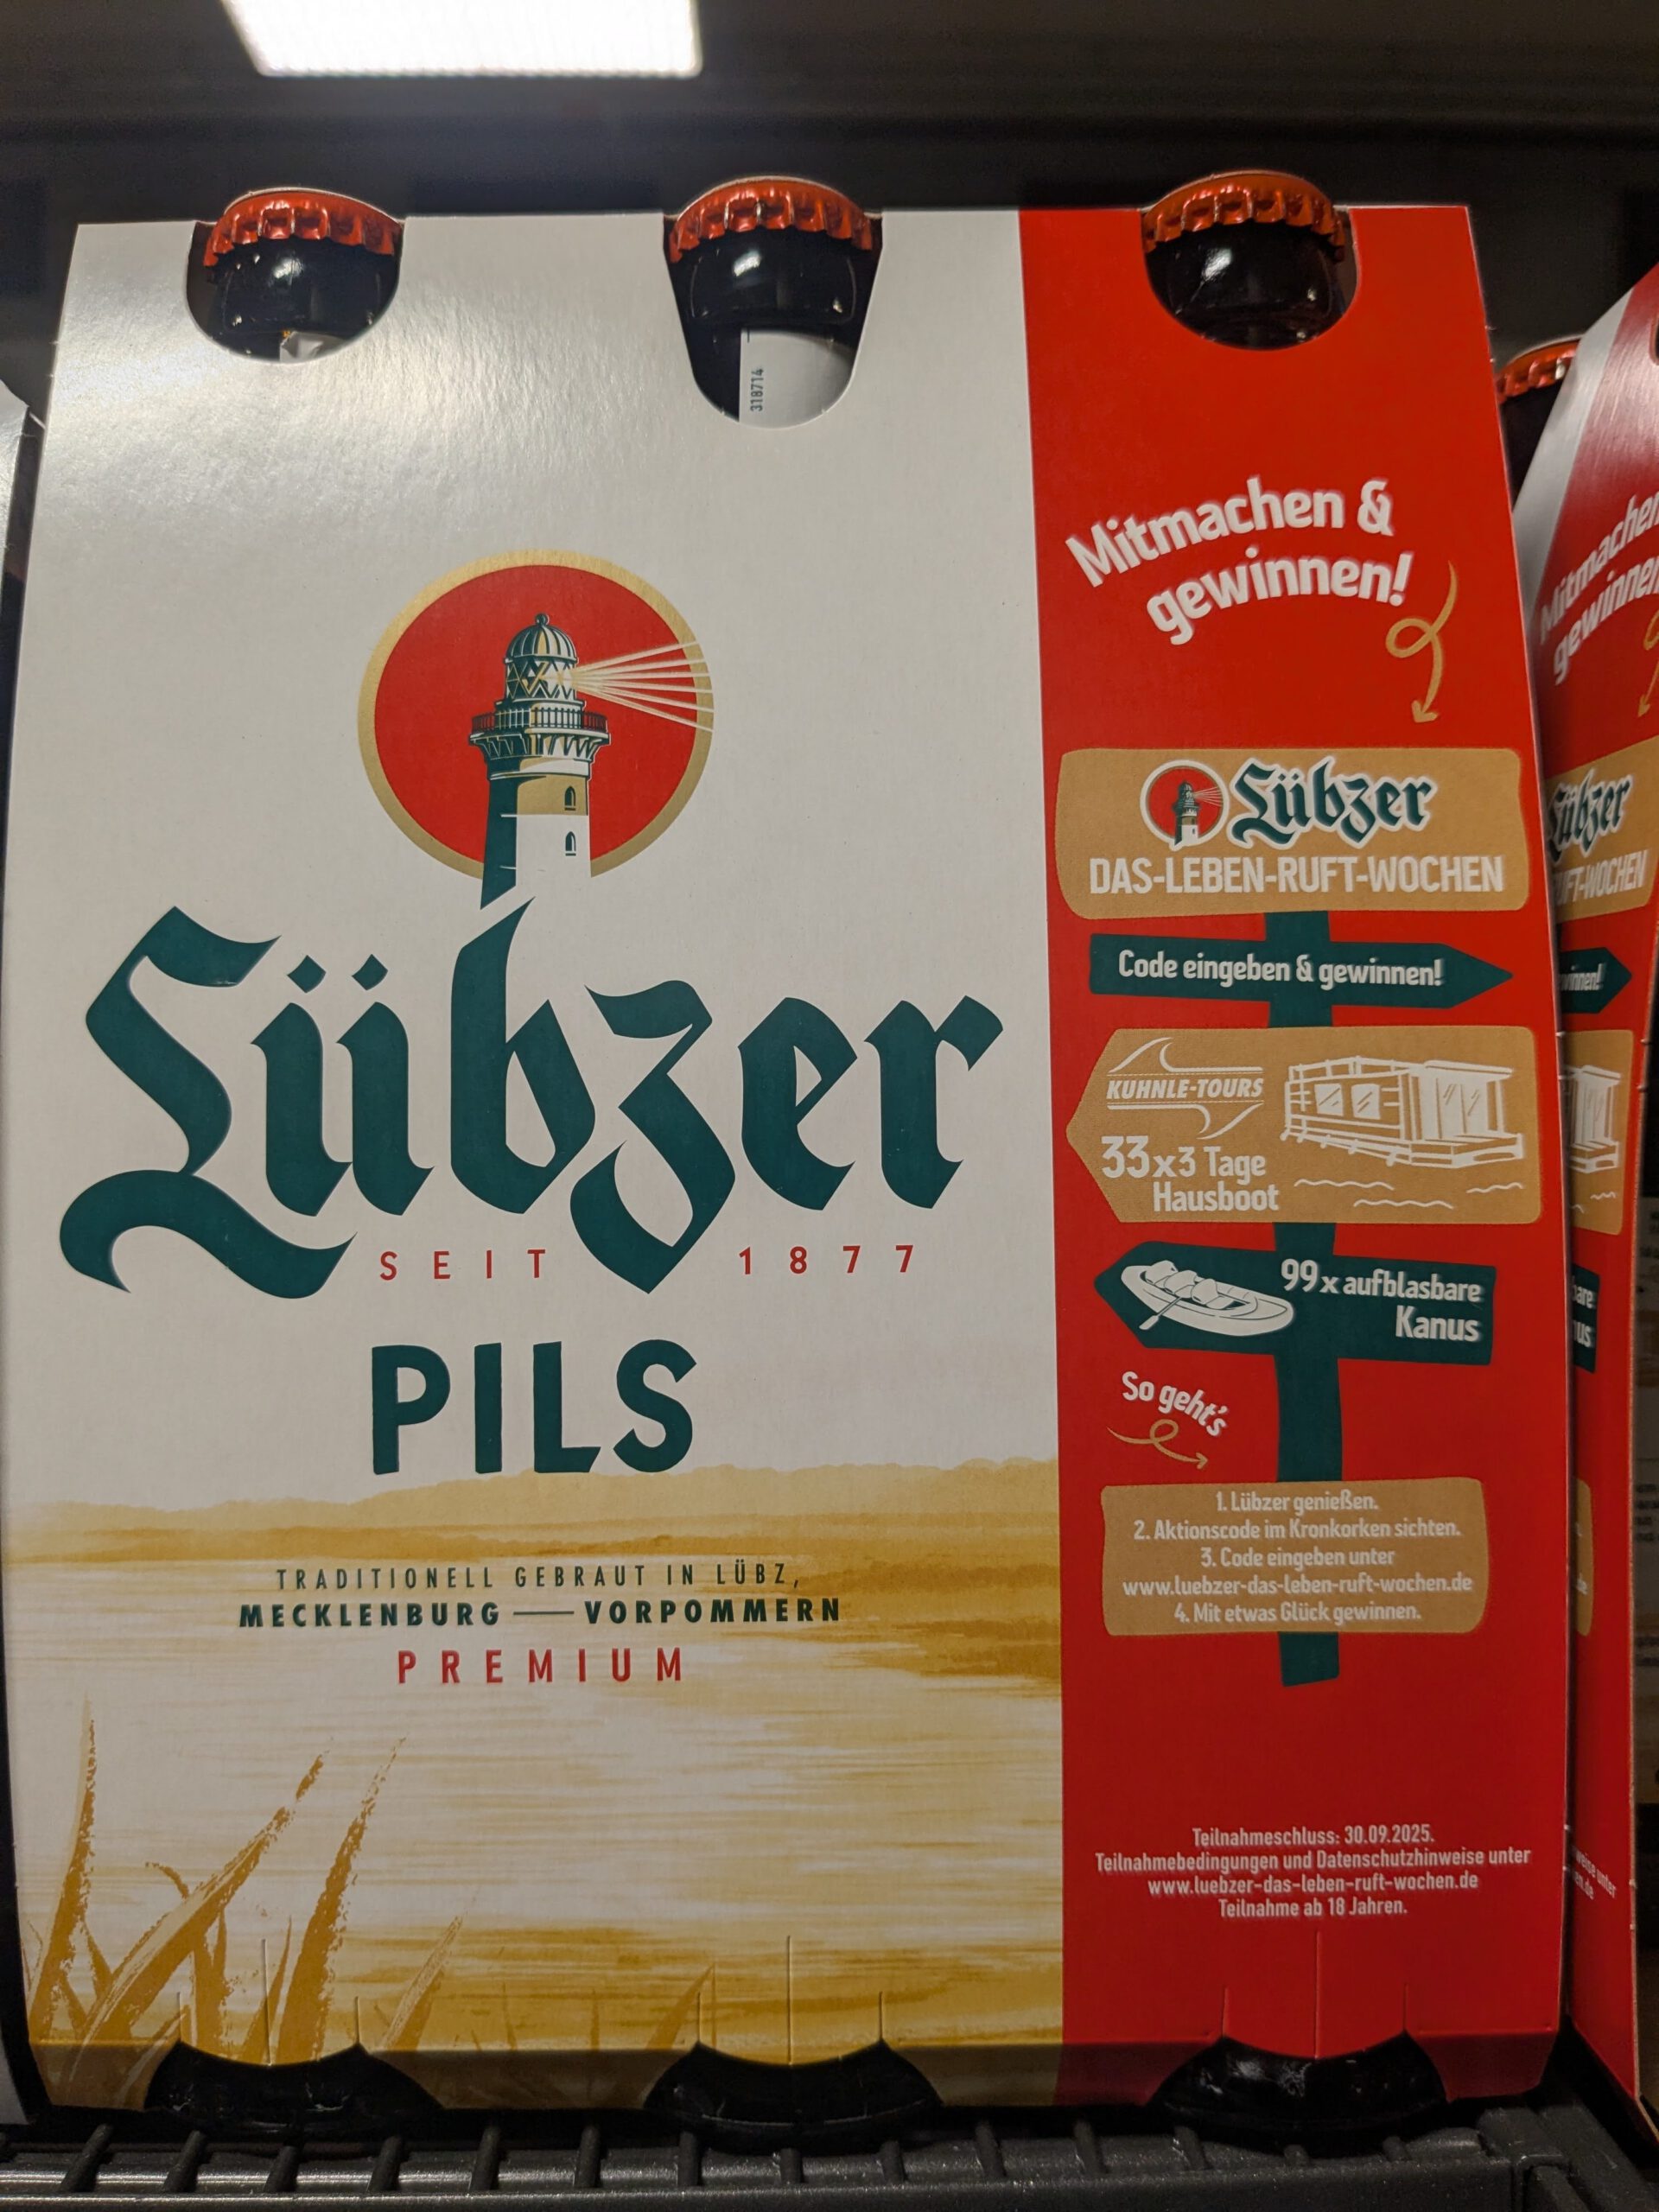 318714
Lübzer
SEIT 1877
PILS
TRADITIONELL GEBRAUT IN LÜBZ,
MECKLENBURG — VORPOMMERN
PREMIUM
Mitmachen &
gewinnen!
Lübzer
DAS-LEBEN-RUFT-WOCHEN
Code eingeben & gewinnen!
KUHNLE-TOURS
33x3 Tage
Hausboot
99x aufblasbare
Kanus
So geht's
1. Lübzer genießen.
2. Aktionscode im Kronkorken sichten.
3. Code eingeben unter
www.luebzer-das-leben-ruft-wochen.de
4. Mit etwas Glück gewinnen.
Teilnahmeschluss: 30.09.2025.
Teilnahmebedingungen und Datenschutzhinweise unter
www.luebzer-das-leben-ruft-wochen.de
Teilnahme ab 18 Jahren.
Mitmachen
gewinnen
Lübzer